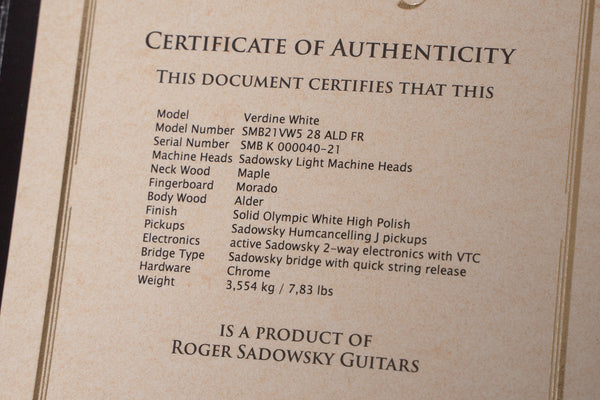 CERTIFICATE OF AUTHENTICITY
THIS DOCUMENT CERTIFIES THAT THIS
Model Verdine White
Model Number SMB21VW5 28 ALD FR
Serial Number SMB K 000040-21
Machine Heads Sadowsky Light Machine Heads
Neck Wood Maple
Fingerboard Morado
Body Wood Alder
Finish Solid Olympic White High Polish
Pickups Sadowsky Humcancelling J pickups
Electronics active Sadowsky 2-way electronics with VTC
Bridge Type Sadowsky bridge with quick string release
Hardware Chrome
Weight 3,554 kg / 7,83 lbs
IS A PRODUCT OF
ROGER SADOWSKY GUITARS